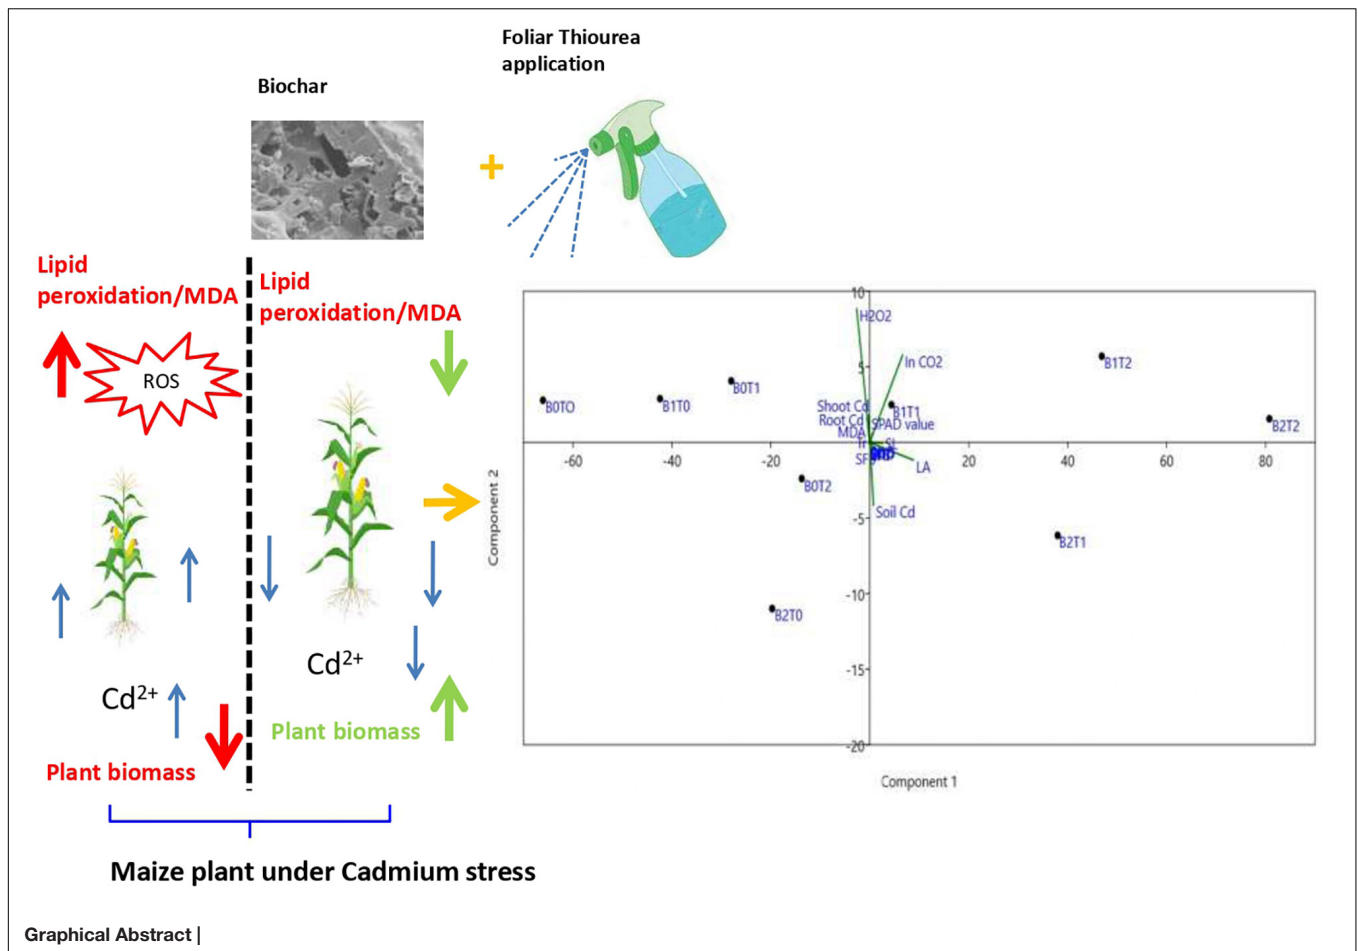 Foliar Thiourea
application
Biochar
+
Lipid
peroxidation/MDA
ROS
Cd2+
Plant biomass
Lipid
peroxidation/MDA
Cd2+
Plant biomass
Maize plant under Cadmium stress
10
H2O2
In CO2
5
B1T2
B0TO
B1T0
B0T1
Shoot Cd
B1T1
Root Cd
SPAD value
B2T2
MDA
SL
-60
-40
-20
20
40
60
80
LA
B0T2
Soil Cd
-5
B2T1
-10
B2T0
-15
-20
Component 2
Component 1
Graphical Abstract |